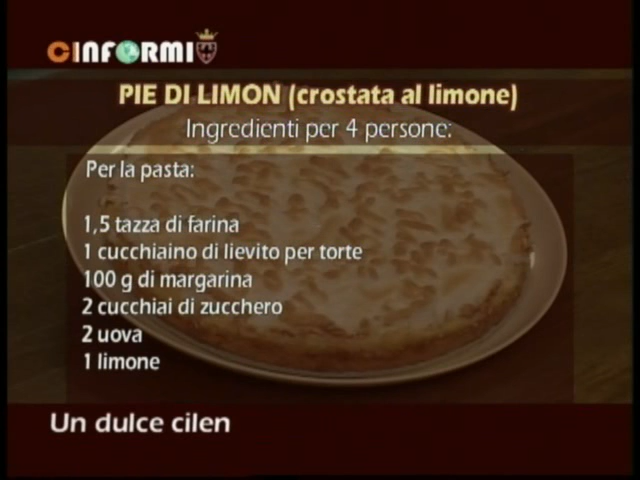 CINFORMI
PIE DI LIMON (crostata al limone)
Ingredienti per 4 persone:
Per la pasta:
1,5 tazza di farina
1 cucchiaino di lievito per torte
100 g di margarina
2 cucchiai di zucchero
2 uova
1 limone
Un dulce cilen